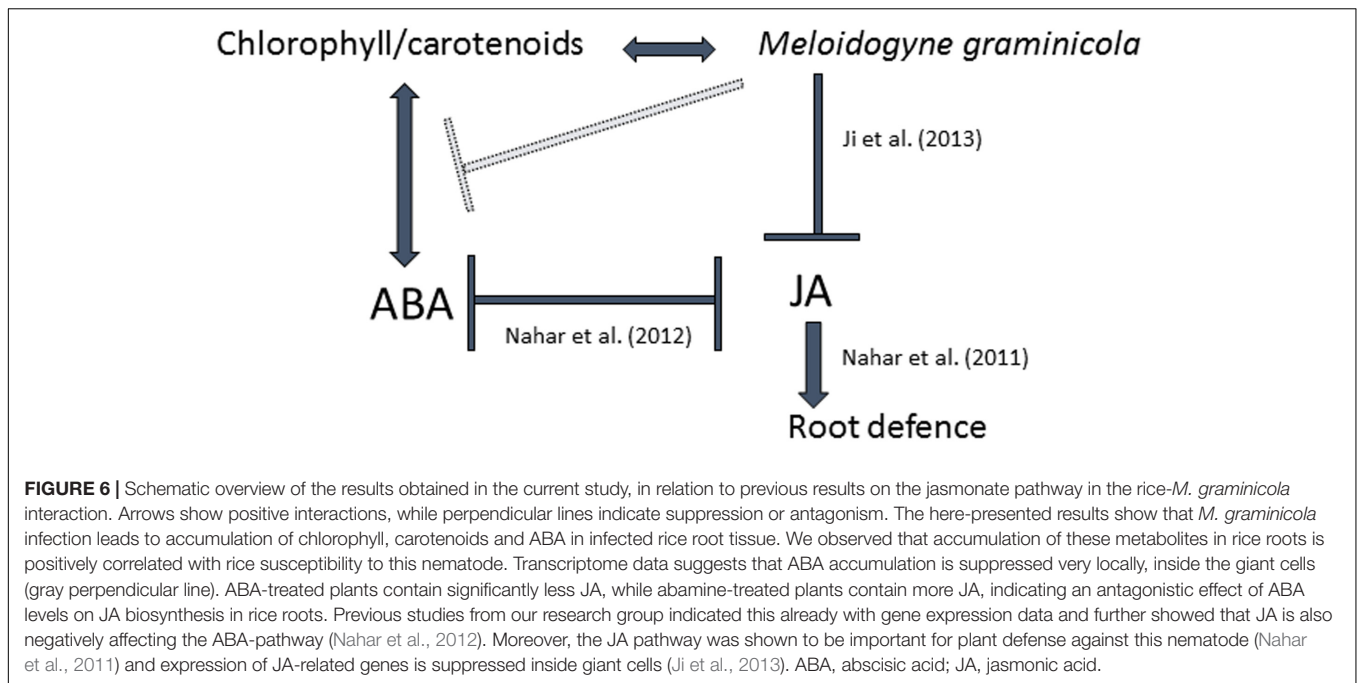 Chlorophyll/carotenoids Meloidogyne graminicola
Ji et al. (2013)
ABA JA
Nahar et al. (2012)
Nahar et al. (2011)
Root defence
FIGURE 6 | Schematic overview of the results obtained in the current study, in relation to previous results on the jasmonate pathway in the rice-M. graminicola
interaction. Arrows show positive interactions, while perpendicular lines indicate suppression or antagonism. The here-presented results show that M. graminicola
infection leads to accumulation of chlorophyll, carotenoids and ABA in infected rice root tissue. We observed that accumulation of these metabolites in rice roots is
positively correlated with rice susceptibility to this nematode. Transcriptome data suggests that ABA accumulation is suppressed very locally, inside the giant cells
(gray perpendicular line). ABA-treated plants contain significantly less JA, while abamine-treated plants contain more JA, indicating an antagonistic effect of ABA
levels on JA biosynthesis in rice roots. Previous studies from our research group indicated this already with gene expression data and further showed that JA is also
negatively affecting the ABA-pathway (Nahar et al., 2012). Moreover, the JA pathway was shown to be important for plant defense against this nematode (Nahar
et al., 2011) and expression of JA-related genes is suppressed inside giant cells (Ji et al., 2013). ABA, abscisic acid; JA, jasmonic acid.